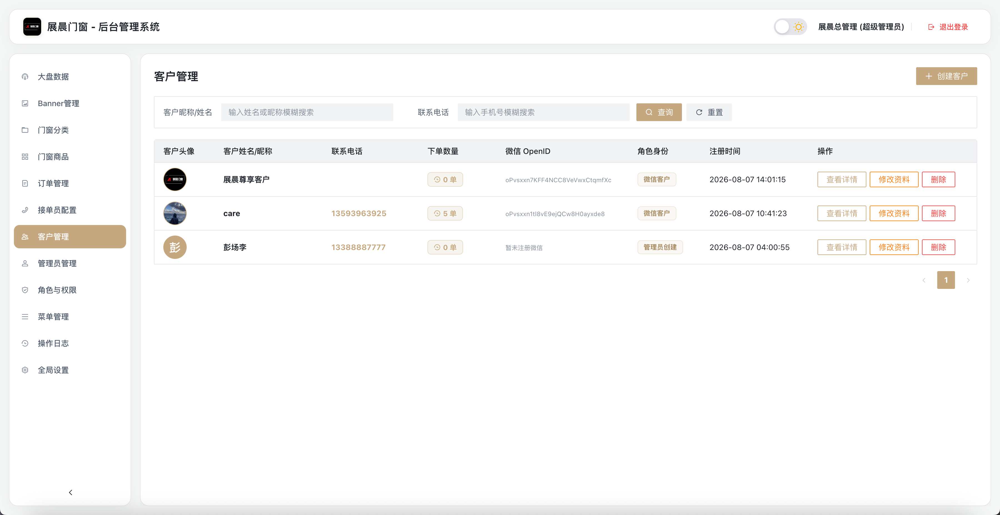 展晨门窗 - 后台管理系统
展晨总管理 (超级管理员)
退出登录
大盘数据
Banner管理
门窗分类
门窗商品
订单管理
接单员配置
客户管理
管理员管理
角色与权限
菜单管理
操作日志
全局设置
客户管理
创建客户
客户昵称/姓名 输入姓名或昵称模糊搜索 联系电话 输入手机号模糊搜索 查询 重置
客户头像 客户姓名/昵称 联系电话 下单数量 微信 OpenID 角色身份 注册时间 操作
展晨门窗 展晨尊享客户 0 单 oPvsxxn7KFF4NCC8VeVwxCtqmfXc 微信客户 2026-08-07 14:01:15 查看详情 修改资料 删除
care 13593963925 5 单 oPvsxxn1tl8vE9ejQCw8H0ayxde8 微信客户 2026-08-07 10:41:23 查看详情 修改资料 删除
彭 彭场李 13388887777 0 单 暂未注册微信 管理员创建 2026-08-07 04:00:55 查看详情 修改资料 删除
1